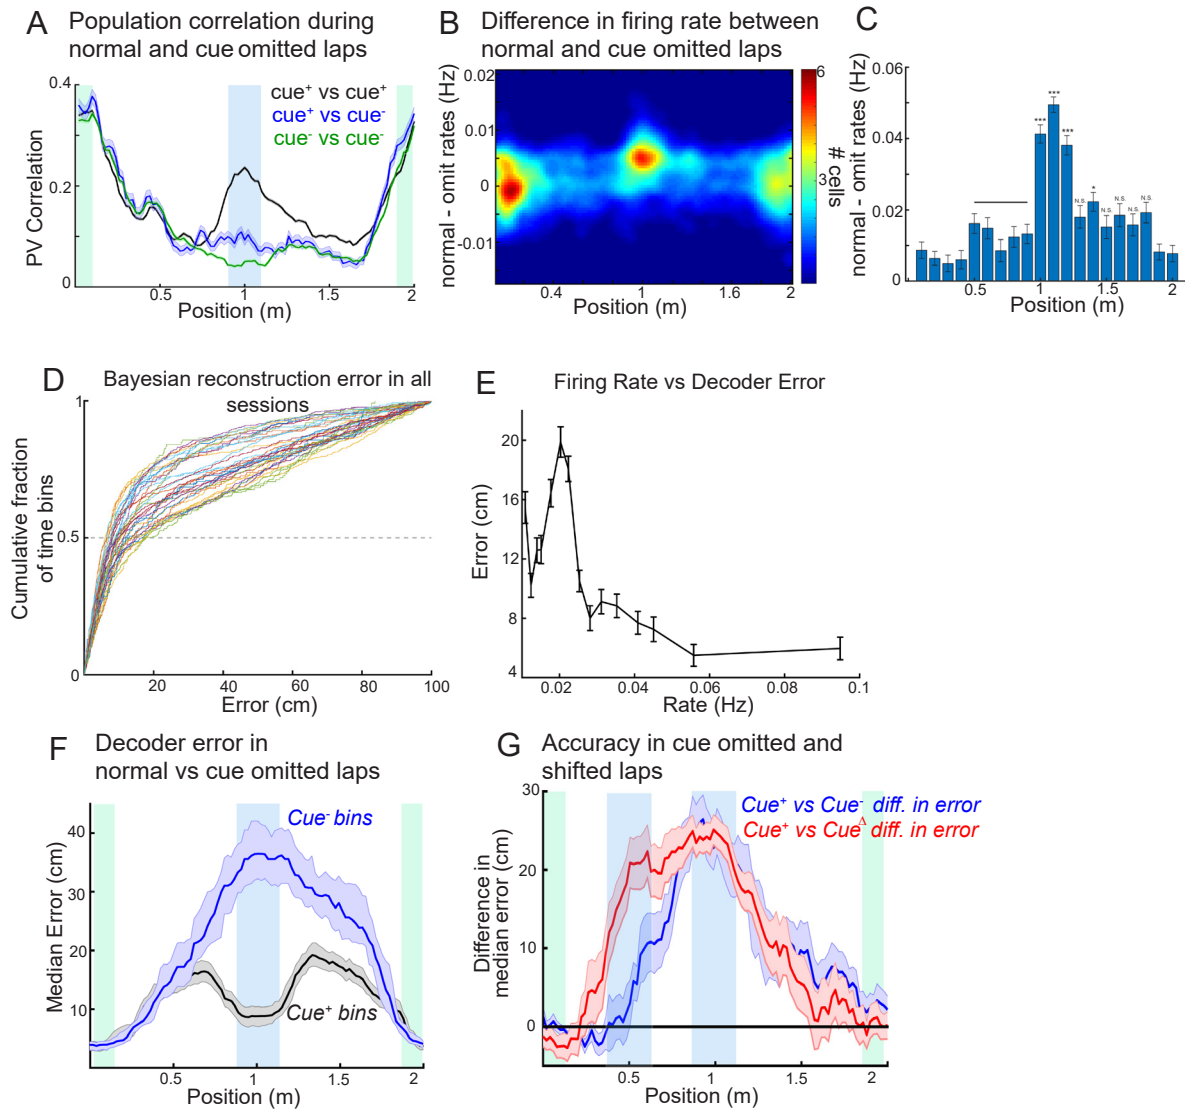 A Population correlation during
normal and cue omitted laps
cue⁺ vs cue⁺
cue⁺ vs cue⁻
cue⁻ vs cue⁻
PV Correlation
0.4
0.2
0
0.5
1
1.5
2
Position (m)
B Difference in firing rate between
normal and cue omitted laps
normal - omit rates (Hz)
0.02
0.01
0
-0.01
0.4
1
1.6
2
Position (m)
6
3
# cells
C
normal - omit rates (Hz)
0.06
0.04
0.02
0
***
***
***
N.S.
*
N.S.
N.S.
N.S.
N.S.
0.5
1
1.5
2
Position (m)
D Bayesian reconstruction error in all
sessions
Cumulative fraction
of time bins
1
0.5
0
20
40
60
80
100
Error (cm)
E Firing Rate vs Decoder Error
Error (cm)
20
16
12
8
4
0.02
0.04
0.06
0.08
0.1
Rate (Hz)
F Decoder error in
normal vs cue omitted laps
Cue⁻ bins
Cue⁺ bins
Median Error (cm)
40
30
20
10
0.5
1
1.5
2
Position (m)
G Accuracy in cue omitted and
shifted laps
Cue⁺ vs Cue⁻ diff. in error
Cue⁺ vs Cue^Δ diff. in error
Difference in
median error (cm)
30
20
10
0
0.5
1
1.5
2
Position (m)